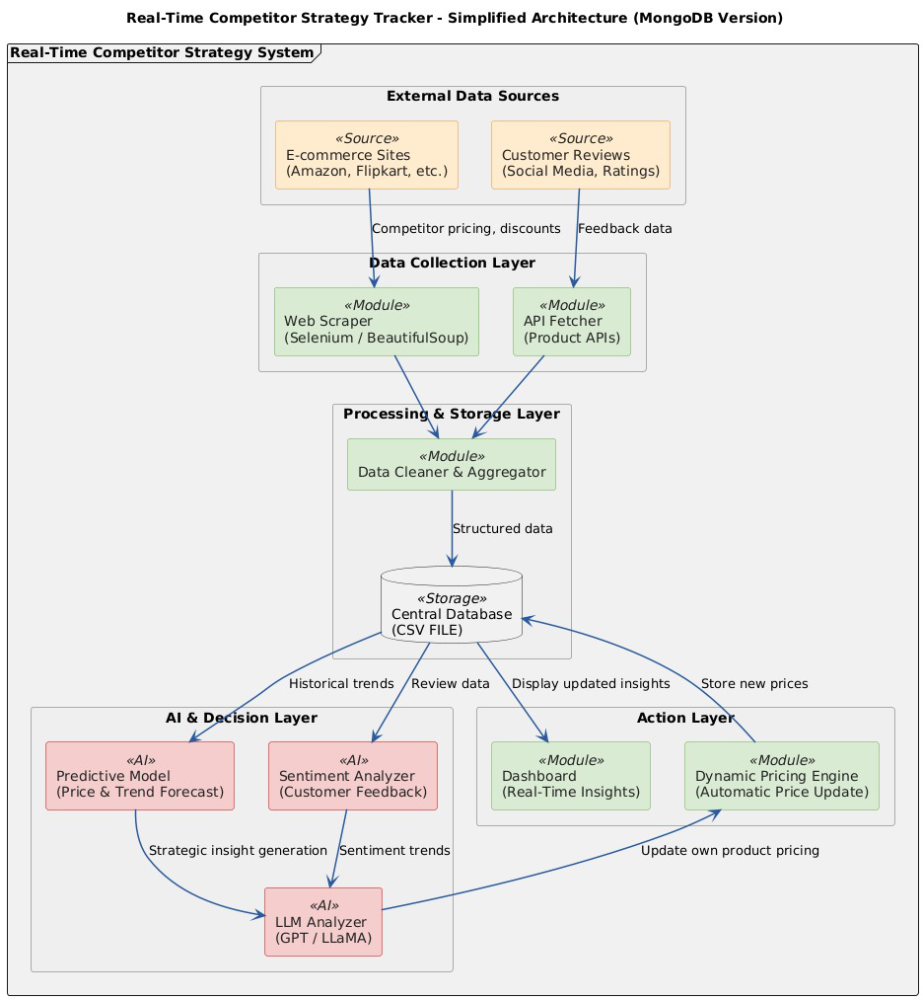 Real-Time Competitor Strategy Tracker - Simplified Architecture (MongoDB Version)
Real-Time Competitor Strategy System
External Data Sources
«Source»
E-commerce Sites
(Amazon, Flipkart, etc.)
«Source»
Customer Reviews
(Social Media, Ratings)
Competitor pricing, discounts
Feedback data
Data Collection Layer
«Module»
Web Scraper
(Selenium / BeautifulSoup)
«Module»
API Fetcher
(Product APIs)
Processing & Storage Layer
«Module»
Data Cleaner & Aggregator
Structured data
«Storage»
Central Database
(CSV FILE)
Historical trends
Review data
Display updated insights
Store new prices
AI & Decision Layer
«AI»
Predictive Model
(Price & Trend Forecast)
«AI»
Sentiment Analyzer
(Customer Feedback)
Action Layer
«Module»
Dashboard
(Real-Time Insights)
«Module»
Dynamic Pricing Engine
(Automatic Price Update)
Strategic insight generation
Sentiment trends
Update own product pricing
«AI»
LLM Analyzer
(GPT / LLaMA)